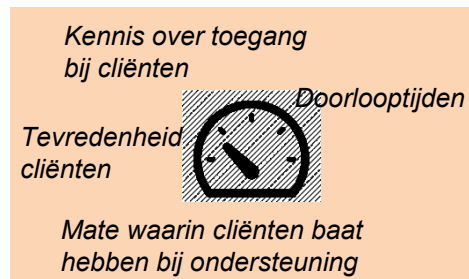 Kennis over toegang
bij cliënten
Doorlooptijden
Tevredenheid
cliënten
Mate waarin cliënten baat
hebben bij ondersteuning